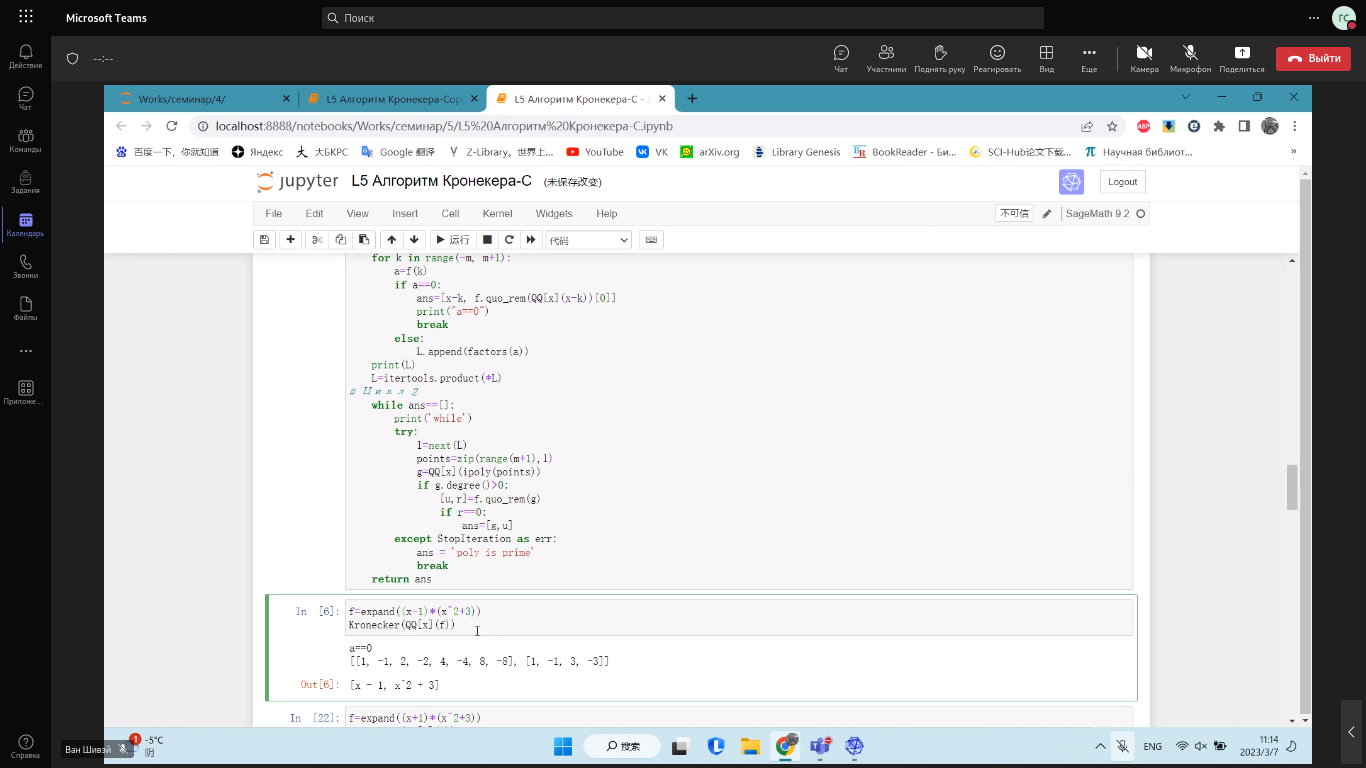 Microsoft Teams
Поиск
ГС
Действия
Чат
Команды
Задания
Календарь
Звонки
Файлы
Приложе...
Справка
--:--
Чат
Участники
Поднять руку
Реагировать
Вид
Еще
Камера
Микрофон
Поделиться
Выйти
Works/семинар/4/
L5 Алгоритм Кронекера-Cop
L5 Алгоритм Кронекера-C - J
localhost:8888/notebooks/Works/семинар/5/L5%20Алгоритм%20Кронекера-C.ipynb
百度一下，你就知道
Яндекс
大БКРС
Google 翻译
Z-Library。世界上...
YouTube
VK
arXiv.org
Library Genesis
BookReader - Би...
SCI-Hub论文下载...
Научная библиот...
jupyter
L5 Алгоритм Кронекера-C
(未保存改变)
Logout
File
Edit
View
Insert
Cell
Kernel
Widgets
Help
不可信
SageMath 9.2
运行
代码
for k in range(-m, m+1):
a=f(k)
if a==0:
ans=[x-k, f.quo_rem(QQ[x](x-k))[0]]
print("a==0")
break
else:
L.append(factors(a))
print(L)
L=itertools.product(*L)
# Цикл 2
while ans==[]:
print('while')
try:
l=next(L)
points=zip(range(m+1),l)
g=QQ[x](ipoly(points))
if g.degree()>0:
[u,r]=f.quo_rem(g)
if r==0:
ans=[g,u]
except StopIteration as err:
ans = 'poly is prime'
break
return ans
In [6]: f=expand((x-1)*(x^2+3))
Kronecker(QQ[x](f))
a==0
[[1, -1, 2, -2, 4, -4, 8, -8], [1, -1, 3, -3]]
Out[6]: [x - 1, x^2 + 3]
In [22]: f=expand((x+1)*(x^2+3))
Ван Шивэй
1
-5°C
阴
搜索
ENG
11:14
2023/3/7